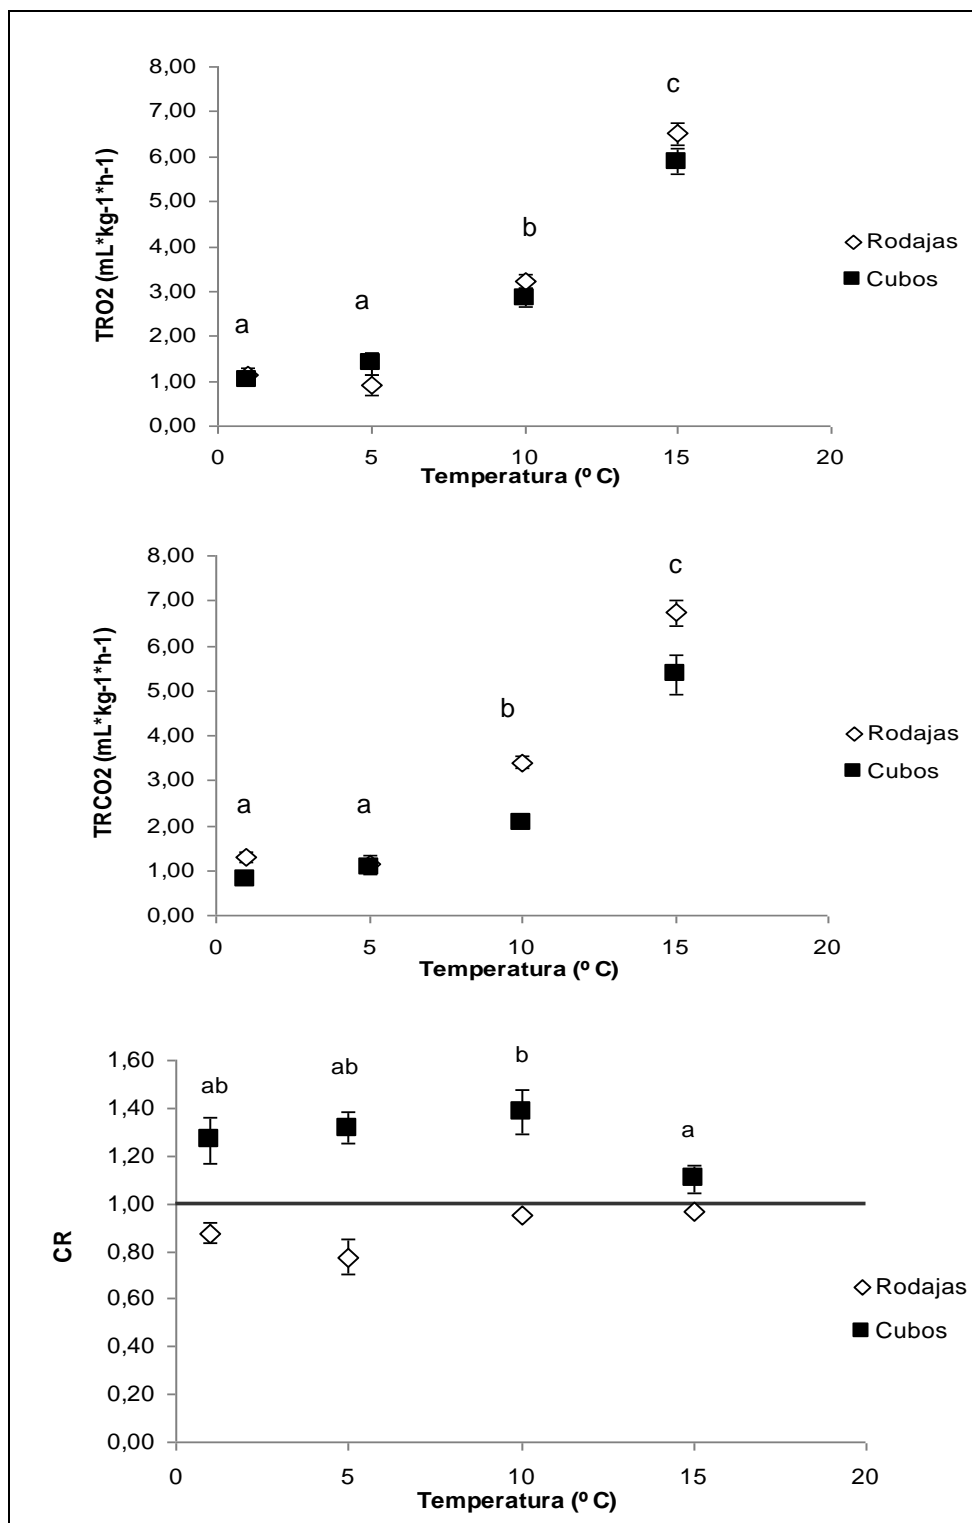 8,00
7,00
6,00
5,00
4,00
3,00
2,00
1,00
0,00
TRO2 (mL*kg-1*h-1)
a
a
b
c
Rodajas
Cubos
0 5 10 15 20
Temperatura (º C)
8,00
7,00
6,00
5,00
4,00
3,00
2,00
1,00
0,00
TRCO2 (mL*kg-1*h-1)
a
a
b
c
Rodajas
Cubos
0 5 10 15 20
Temperatura (º C)
1,60
1,40
1,20
1,00
0,80
0,60
0,40
0,20
0,00
CR
ab
ab
b
a
Rodajas
Cubos
0 5 10 15 20
Temperatura (º C)